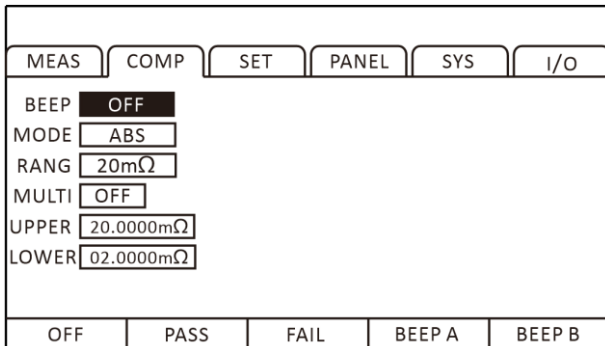 MEAS COMP SET PANEL SYS I/O
BEEP OFF
MODE ABS
RANG 20mΩ
MULTI OFF
UPPER 20.0000mΩ
LOWER 02.0000mΩ
OFF PASS FAIL BEEP A BEEP B